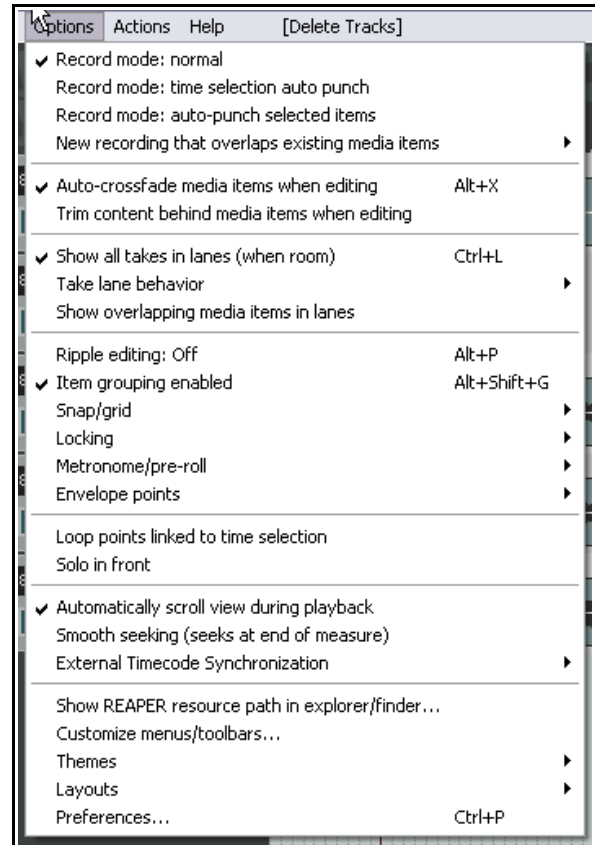 Options Actions Help [Delete Tracks]
Record mode: normal
Record mode: time selection auto punch
Record mode: auto-punch selected items
New recording that overlaps existing media items
Auto-crossfade media items when editing Alt+X
Trim content behind media items when editing
Show all takes in lanes (when room) Ctrl+L
Take lane behavior
Show overlapping media items in lanes
Ripple editing: Off Alt+P
Item grouping enabled Alt+Shift+G
Snap/grid
Locking
Metronome/pre-roll
Envelope points
Loop points linked to time selection
Solo in front
Automatically scroll view during playback
Smooth seeking (seeks at end of measure)
External Timecode Synchronization
Show REAPER resource path in explorer/finder...
Customize menus/toolbars...
Themes
Layouts
Preferences... Ctrl+P